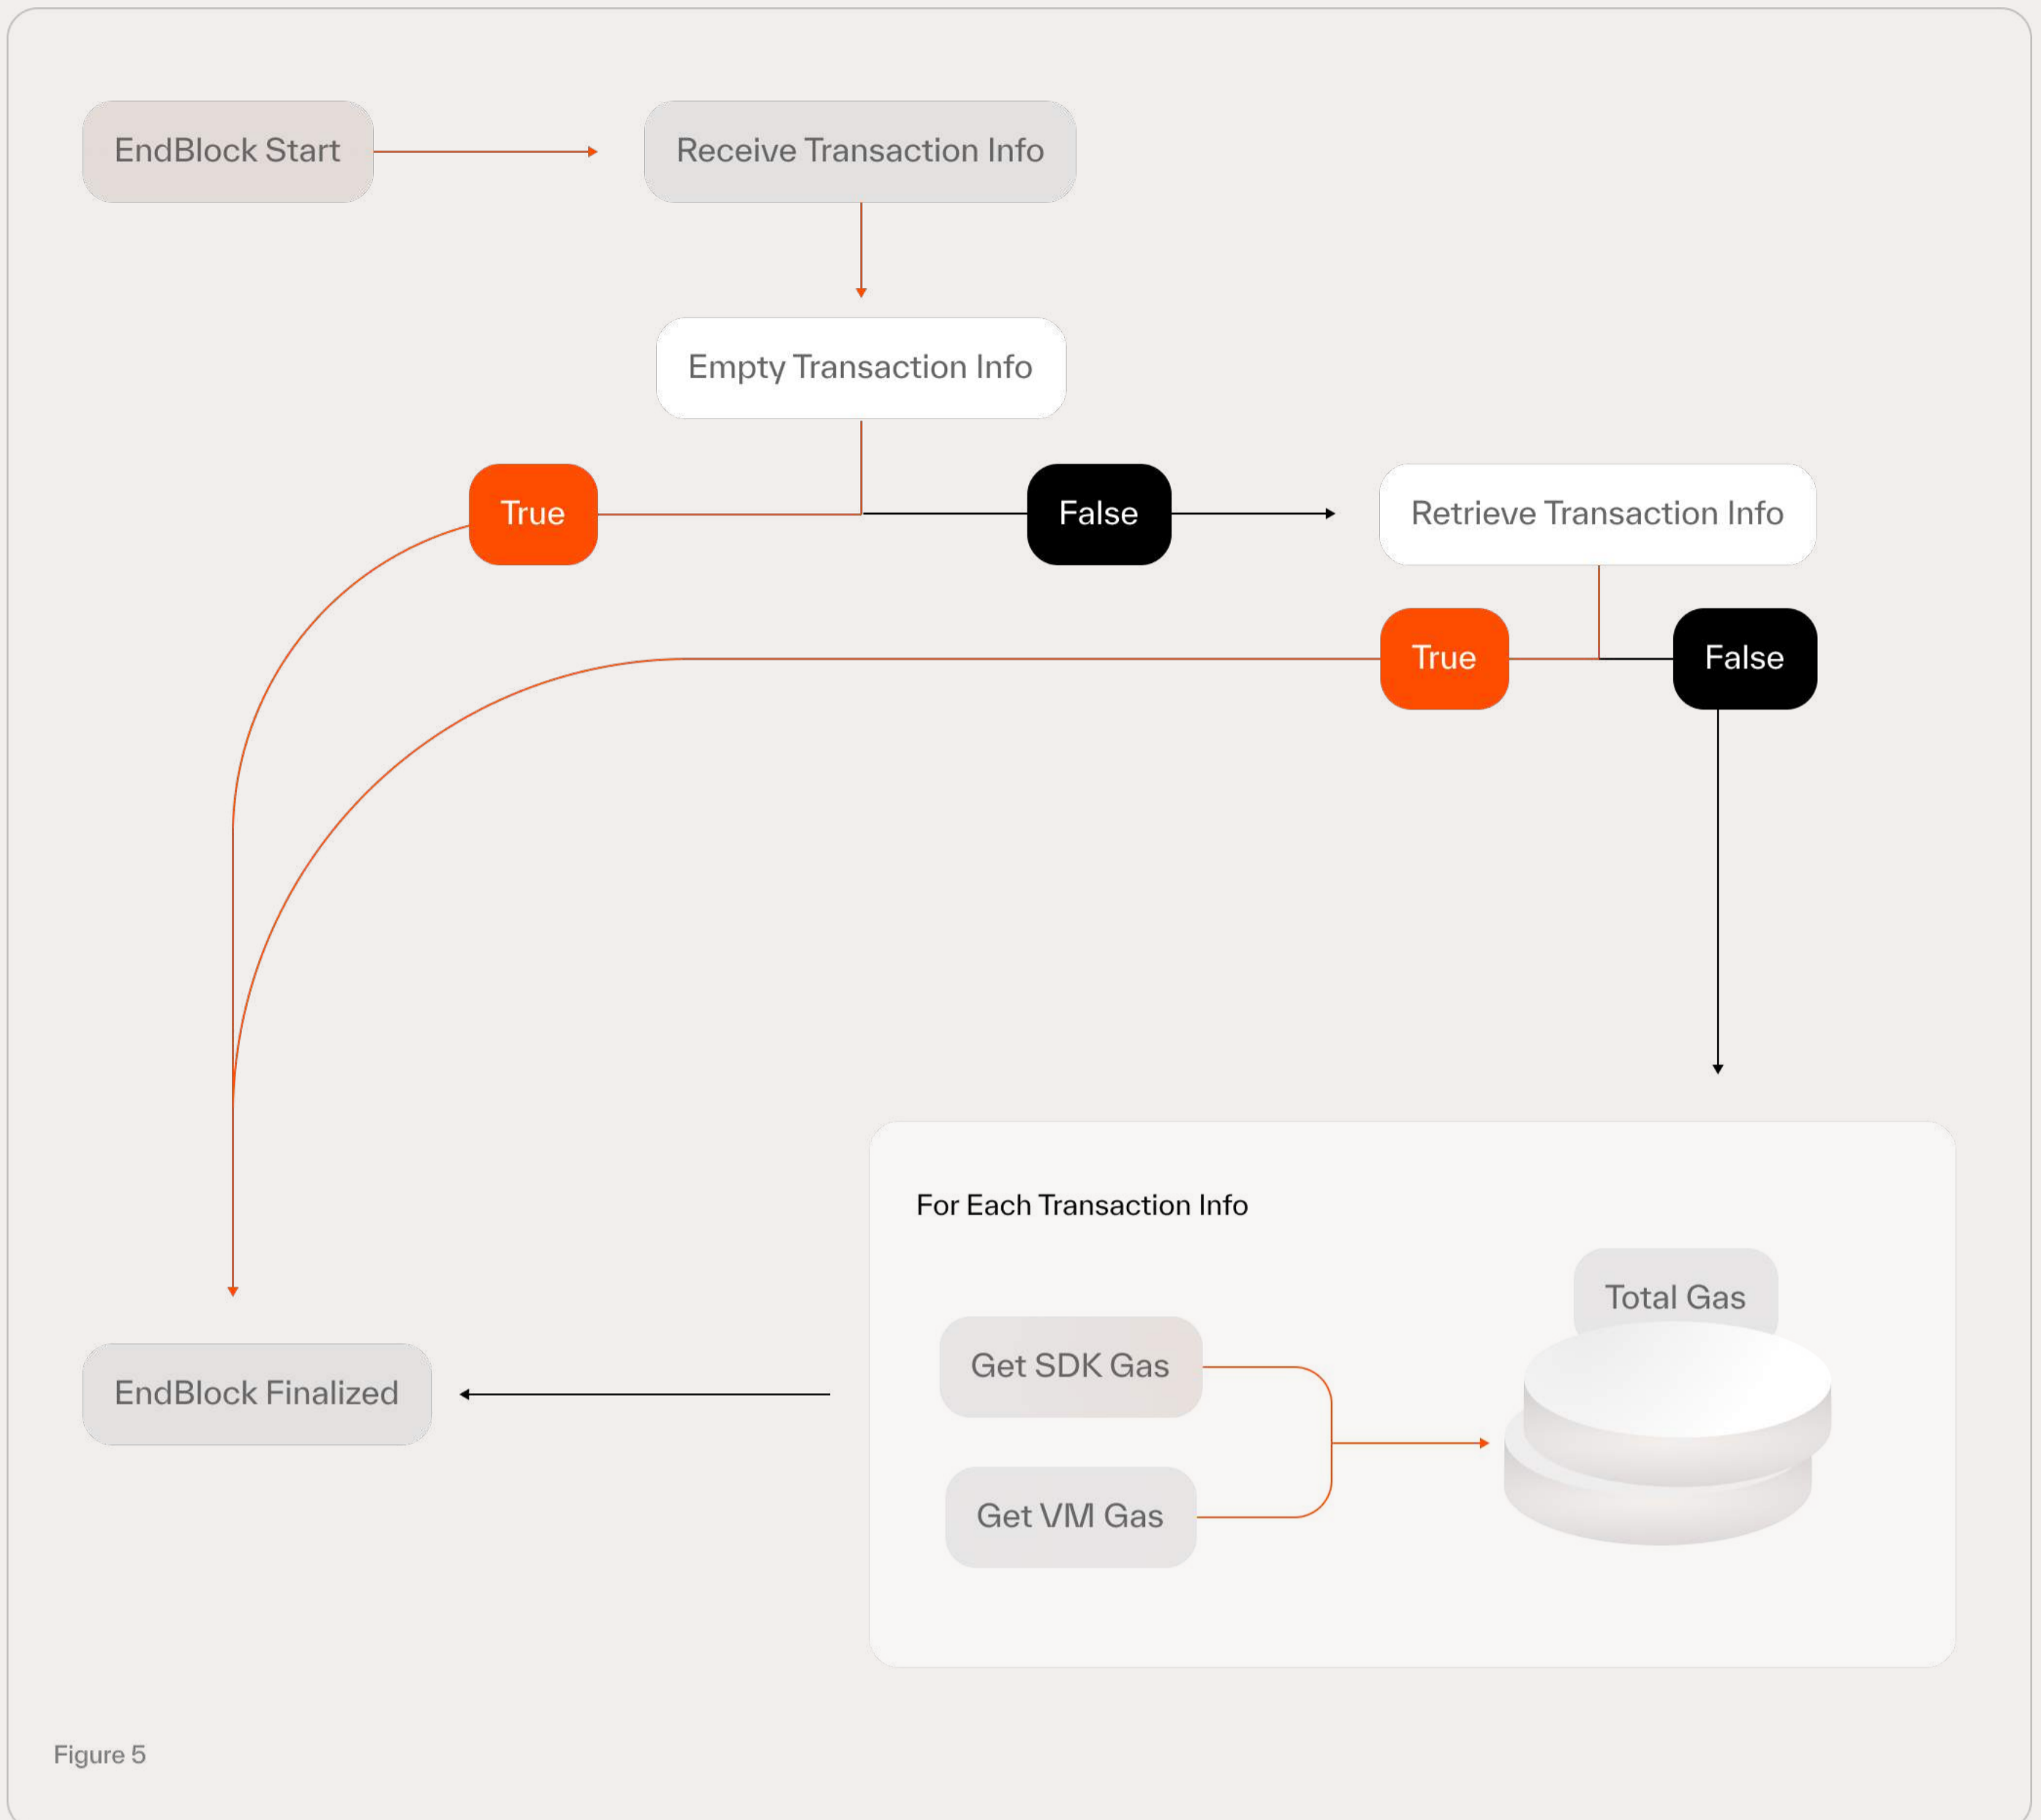 EndBlock Start
Receive Transaction Info
Empty Transaction Info
True
False
Retrieve Transaction Info
True
False
For Each Transaction Info
Total Gas
Get SDK Gas
EndBlock Finalized
Get VM Gas
Figure 5